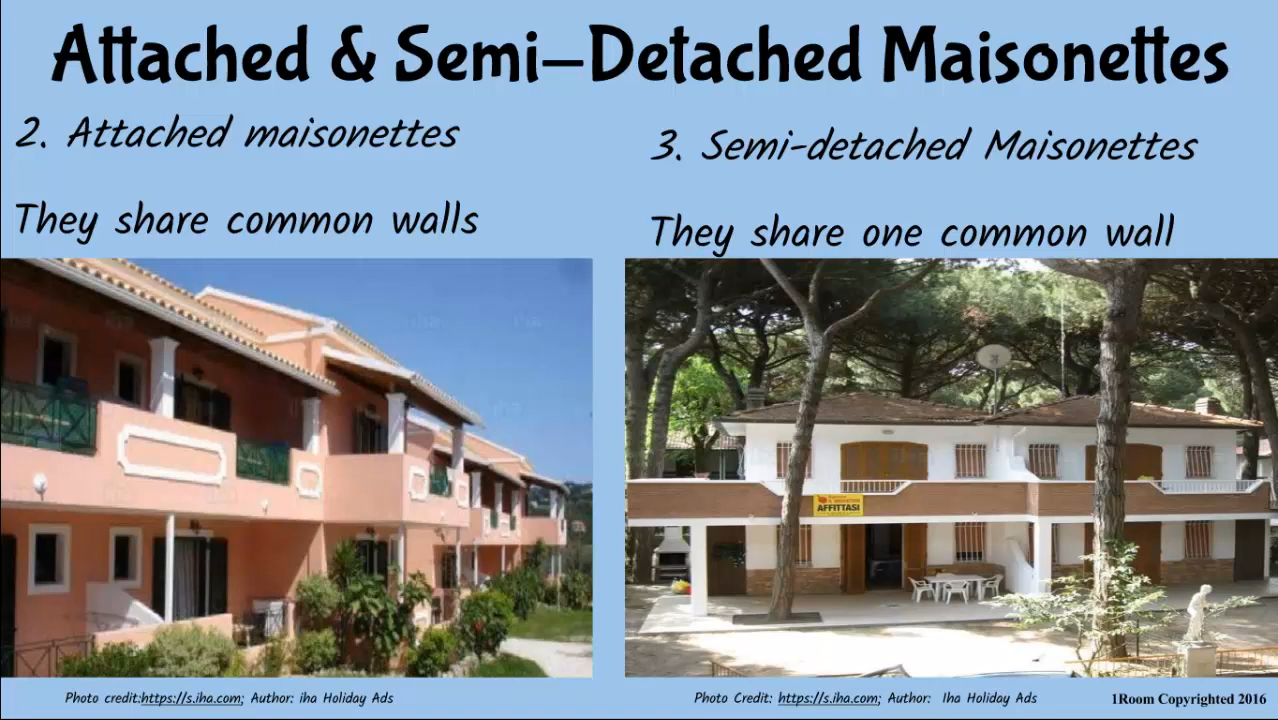 Attached & Semi-Detached Maisonettes
2. Attached maisonettes
They share common walls
3. Semi-detached Maisonettes
They share one common wall
iha
AFFITTASI
Photo credit:https://s.iha.com; Author: iha Holiday Ads
Photo Credit: https://s.iha.com; Author: Iha Holiday Ads
1Room Copyrighted 2016